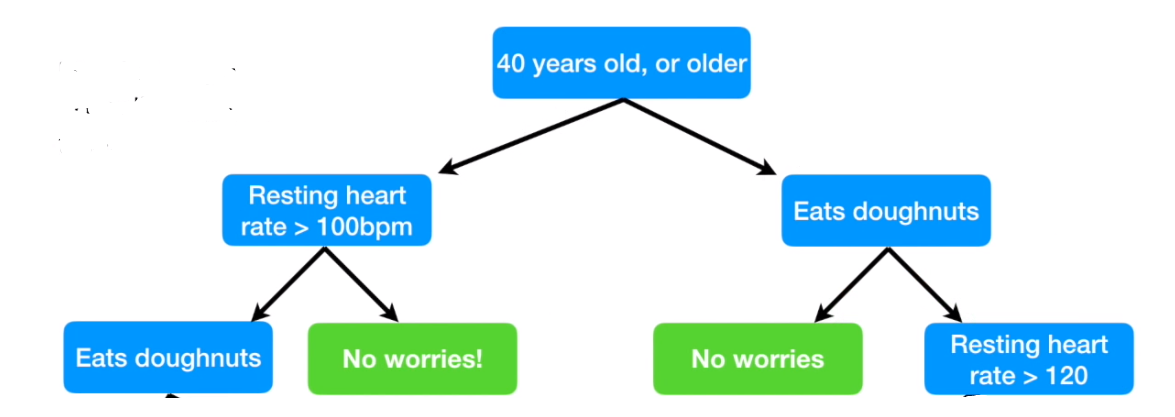 40 years old, or older
Resting heart
rate > 100bpm
Eats doughnuts
Eats doughnuts
No worries!
No worries
Resting heart
rate > 120